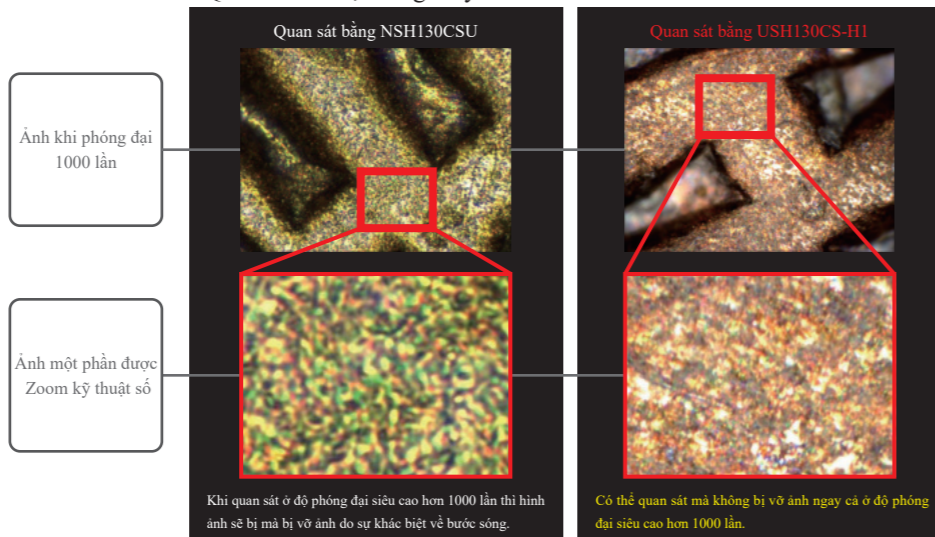 Quan sát bằng NSH130CSU
Quan sát bằng USH130CS-H1
Ảnh khi phóng đại
1000 lần
Ảnh một phần được
Zoom kỹ thuật số
Khi quan sát ở độ phóng đại siêu cao hơn 1000 lần thì hình
ảnh sẽ bị mà bị vỡ ảnh do sự khác biệt về bước sóng.
Có thể quan sát mà không bị vỡ ảnh ngay cả ở độ phóng
đại siêu cao hơn 1000 lần.